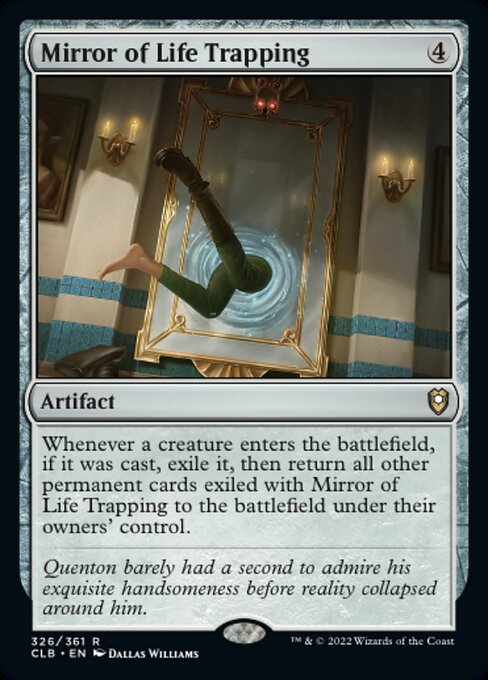 Mirror of Life Trapping 4
Artifact
Whenever a creature enters the battlefield,
if it was cast, exile it, then return all other
permanent cards exiled with Mirror of
Life Trapping to the battlefield under their
owners' control.
Quenton barely had a second to admire his
exquisite handsomeness before reality collapsed
around him.
326/361 R
™ & © 2022 Wizards of the Coast
CLB • EN Dallas Williams